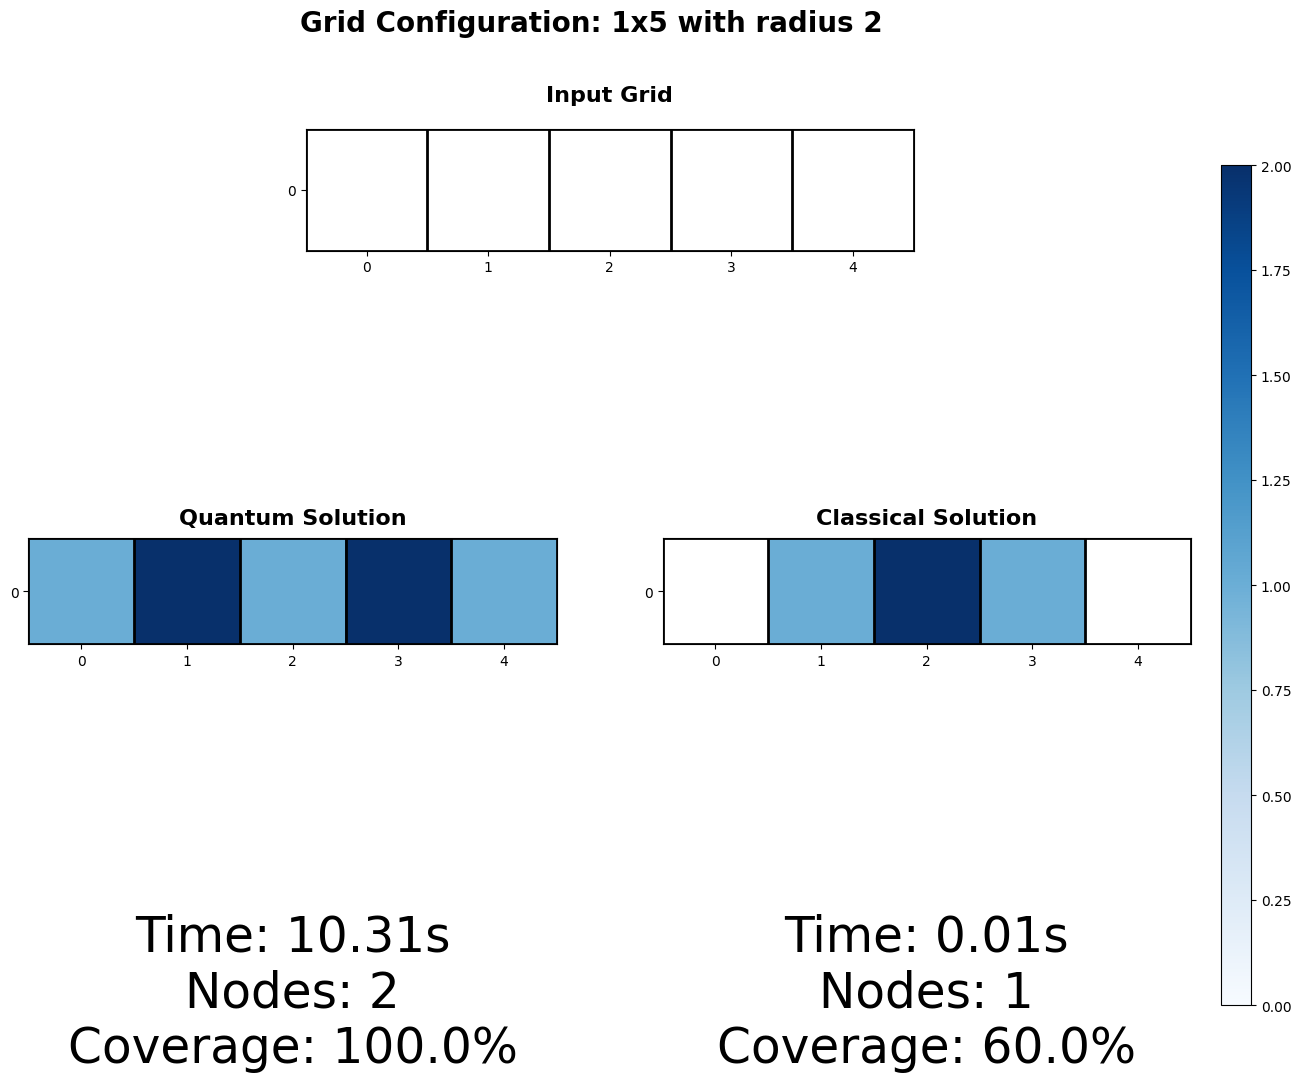 Grid Configuration: 1x5 with radius 2
Input Grid
0
0 1 2 3 4
2.00
1.75
1.50
1.25
1.00
0.75
0.50
0.25
0.00
Quantum Solution
0
0 1 2 3 4
Classical Solution
0
0 1 2 3 4
Time: 10.31s
Nodes: 2
Coverage: 100.0%
Time: 0.01s
Nodes: 1
Coverage: 60.0%